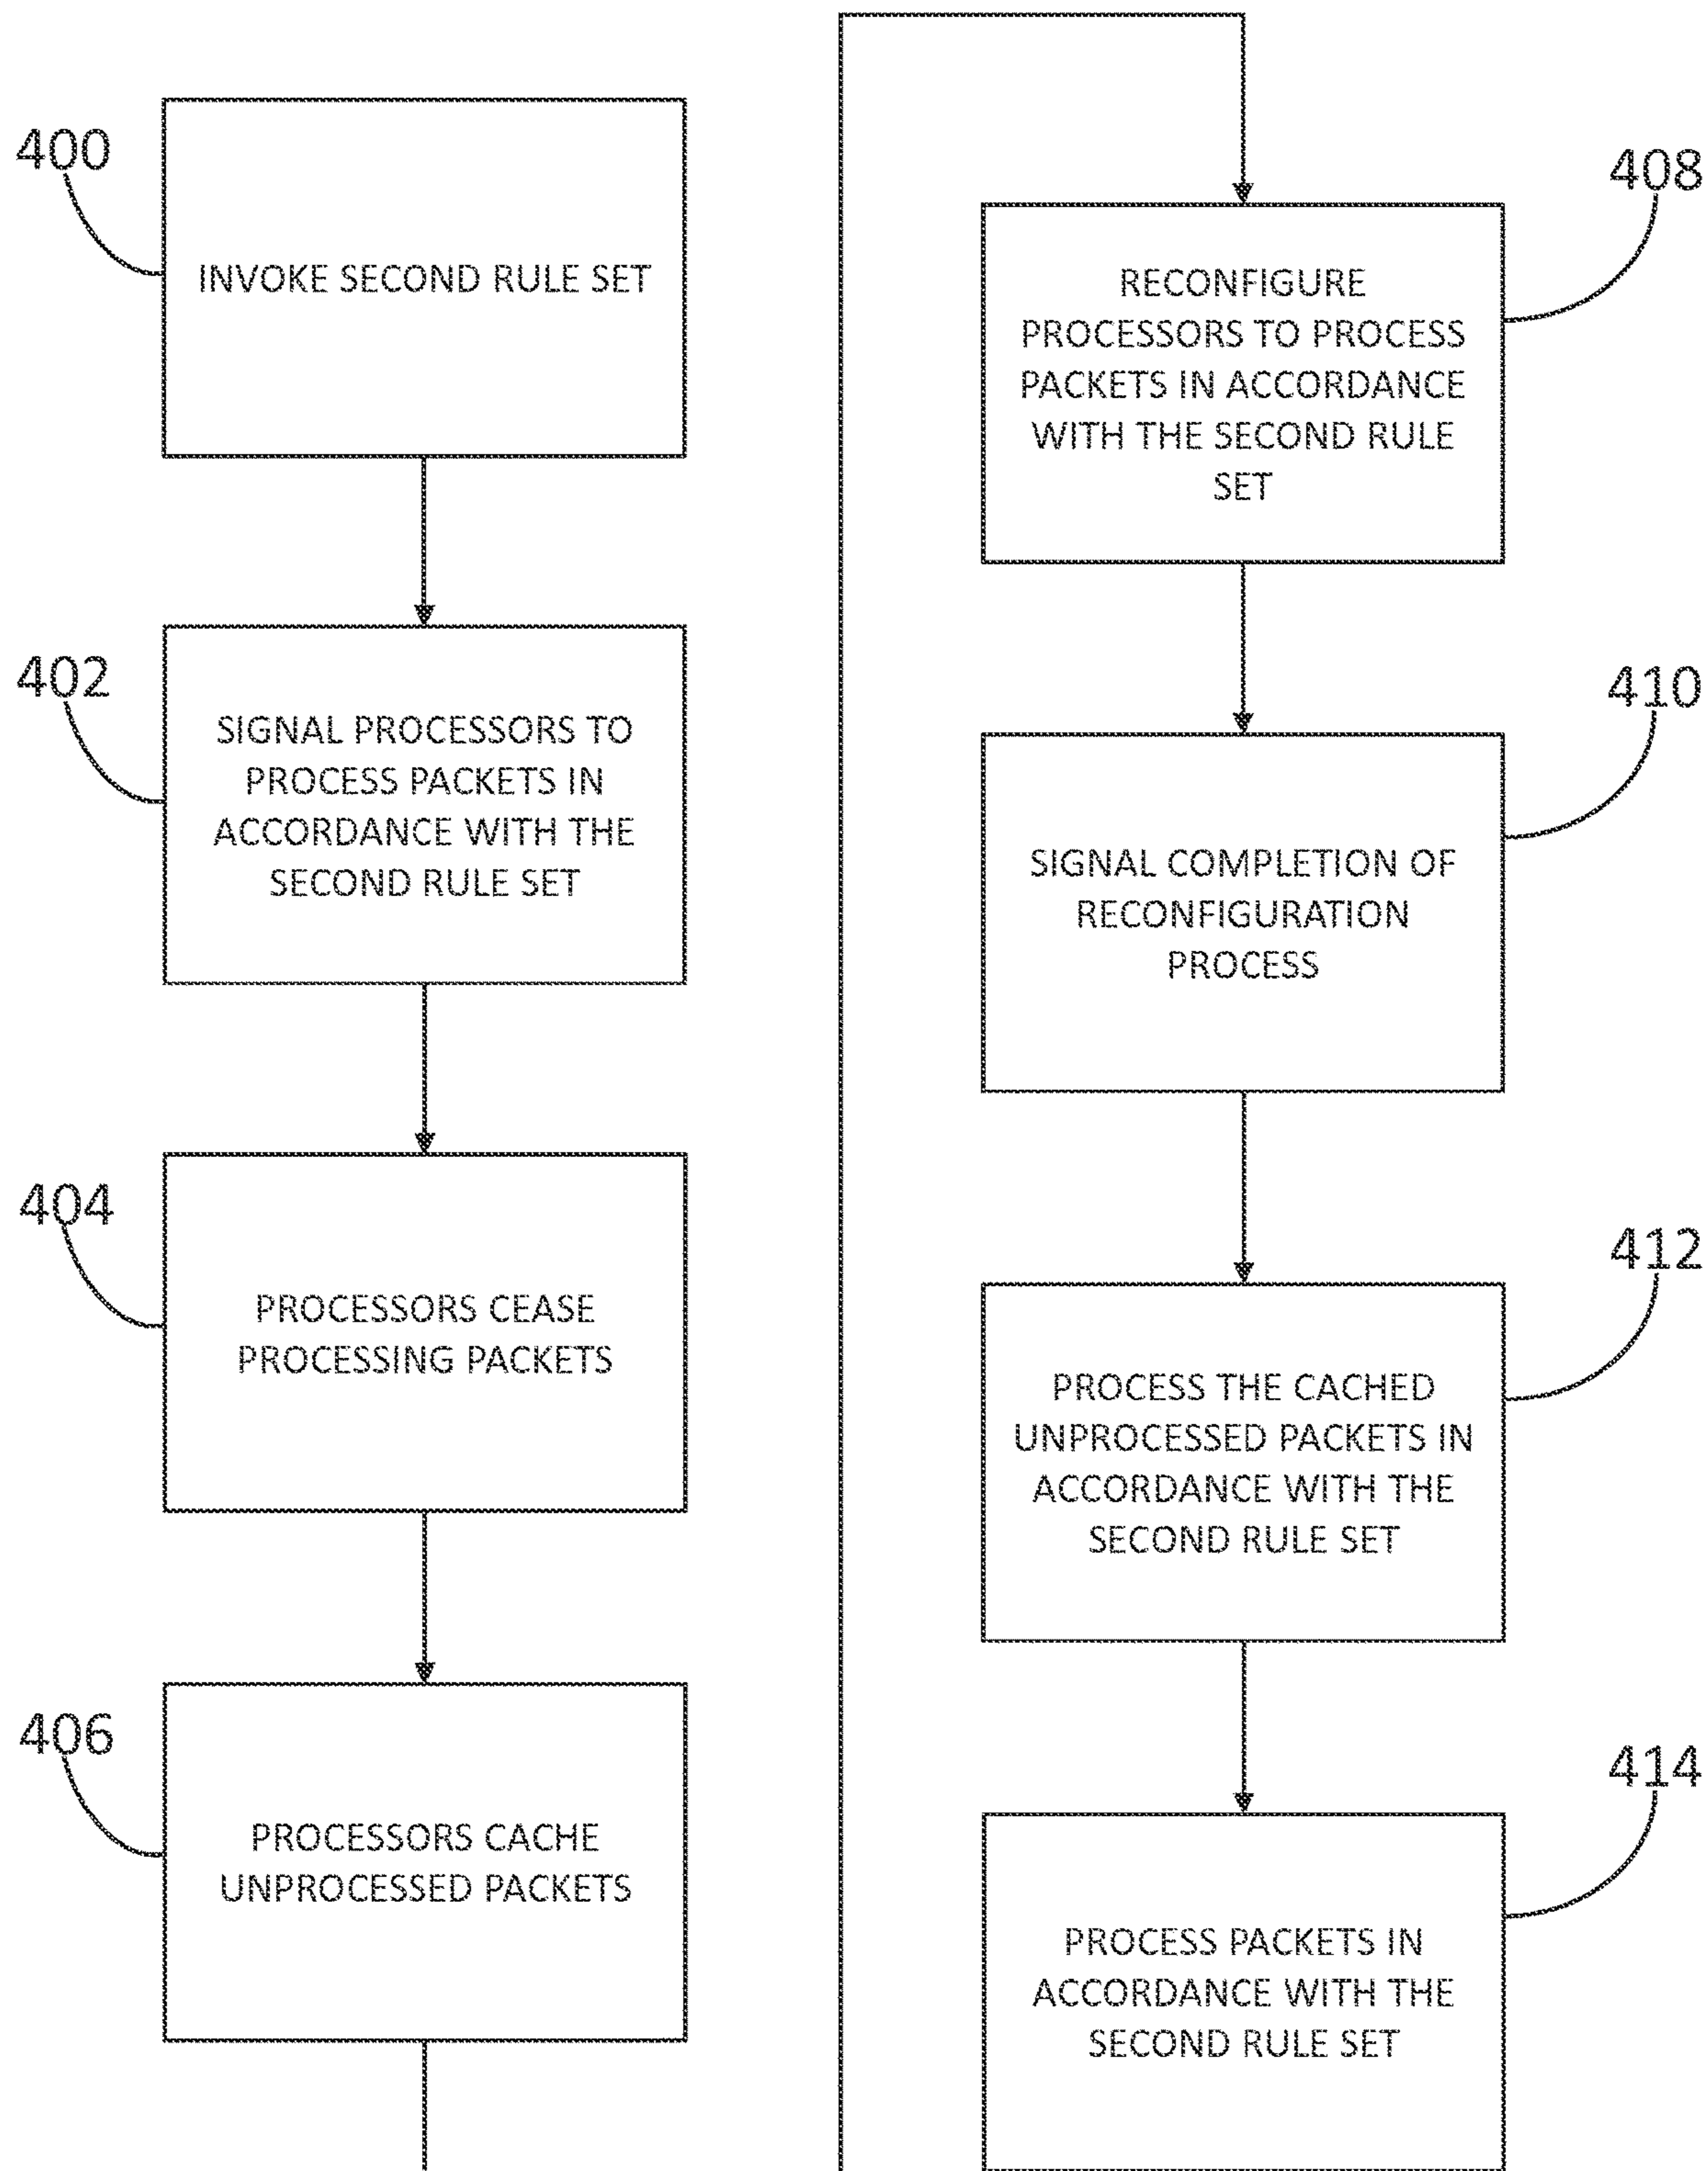 400
INVOKE SECOND RULE SET
402
SIGNAL PROCESSORS TO
PROCESS PACKETS IN
ACCORDANCE WITH THE
SECOND RULE SET
404
PROCESSORS CEASE
PROCESSING PACKETS
406
PROCESSORS CACHE
UNPROCESSED PACKETS
408
RECONFIGURE
PROCESSORS TO PROCESS
PACKETS IN ACCORDANCE
WITH THE SECOND RULE
SET
410
SIGNAL COMPLETION OF
RECONFIGURATION
PROCESS
412
PROCESS THE CACHED
UNPROCESSED PACKETS IN
ACCORDANCE WITH THE
SECOND RULE SET
414
PROCESS PACKETS IN
ACCORDANCE WITH THE
SECOND RULE SET